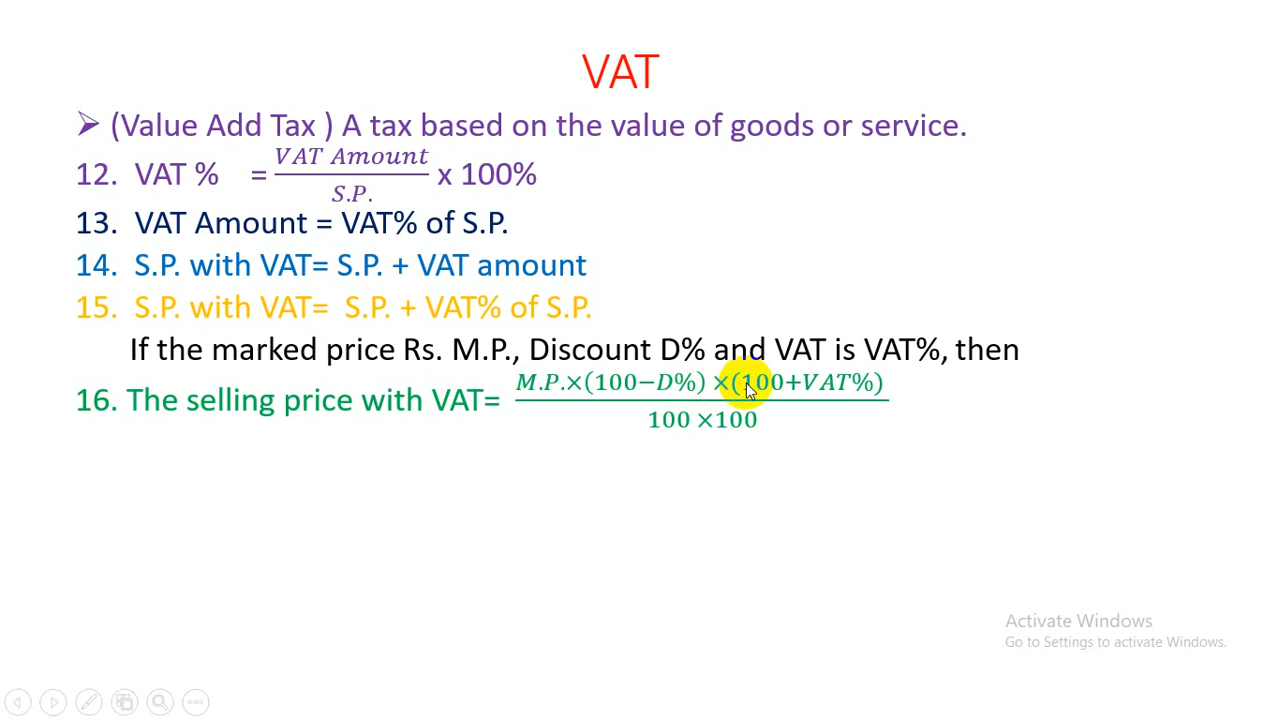 VAT
➢ (Value Add Tax ) A tax based on the value of goods or service.
12. VAT % = \frac{VAT Amount}{S.P.} x 100%
13. VAT Amount = VAT% of S.P.
14. S.P. with VAT= S.P. + VAT amount
15. S.P. with VAT= S.P. + VAT% of S.P.
If the marked price Rs. M.P., Discount D% and VAT is VAT%, then
16. The selling price with VAT= \frac{M.P.×(100−D%) ×(100+VAT%)}{100 ×100}
Activate Windows
Go to Settings to activate Windows.